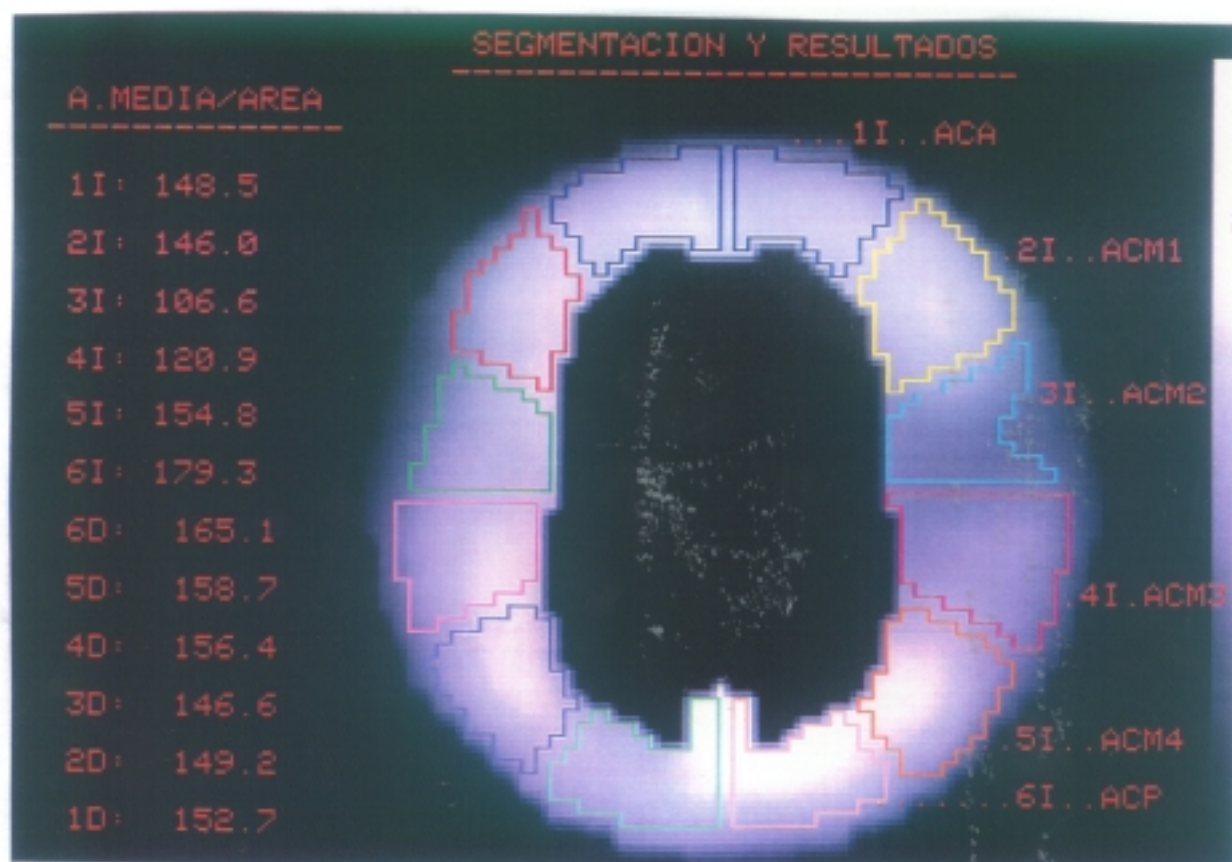 SEGMENTACION Y RESULTADOS
A.MEDIA/AREA
1I: 148.5
2I: 146.0
3I: 106.6
4I: 120.9
5I: 154.8
6I: 179.3
6D: 165.1
5D: 158.7
4D: 156.4
3D: 146.6
2D: 149.2
1D: 152.7
...1I..ACA
.2I..ACM1
.3I..ACM2
.4I.ACM3
.5I..ACM4
......6I..ACP